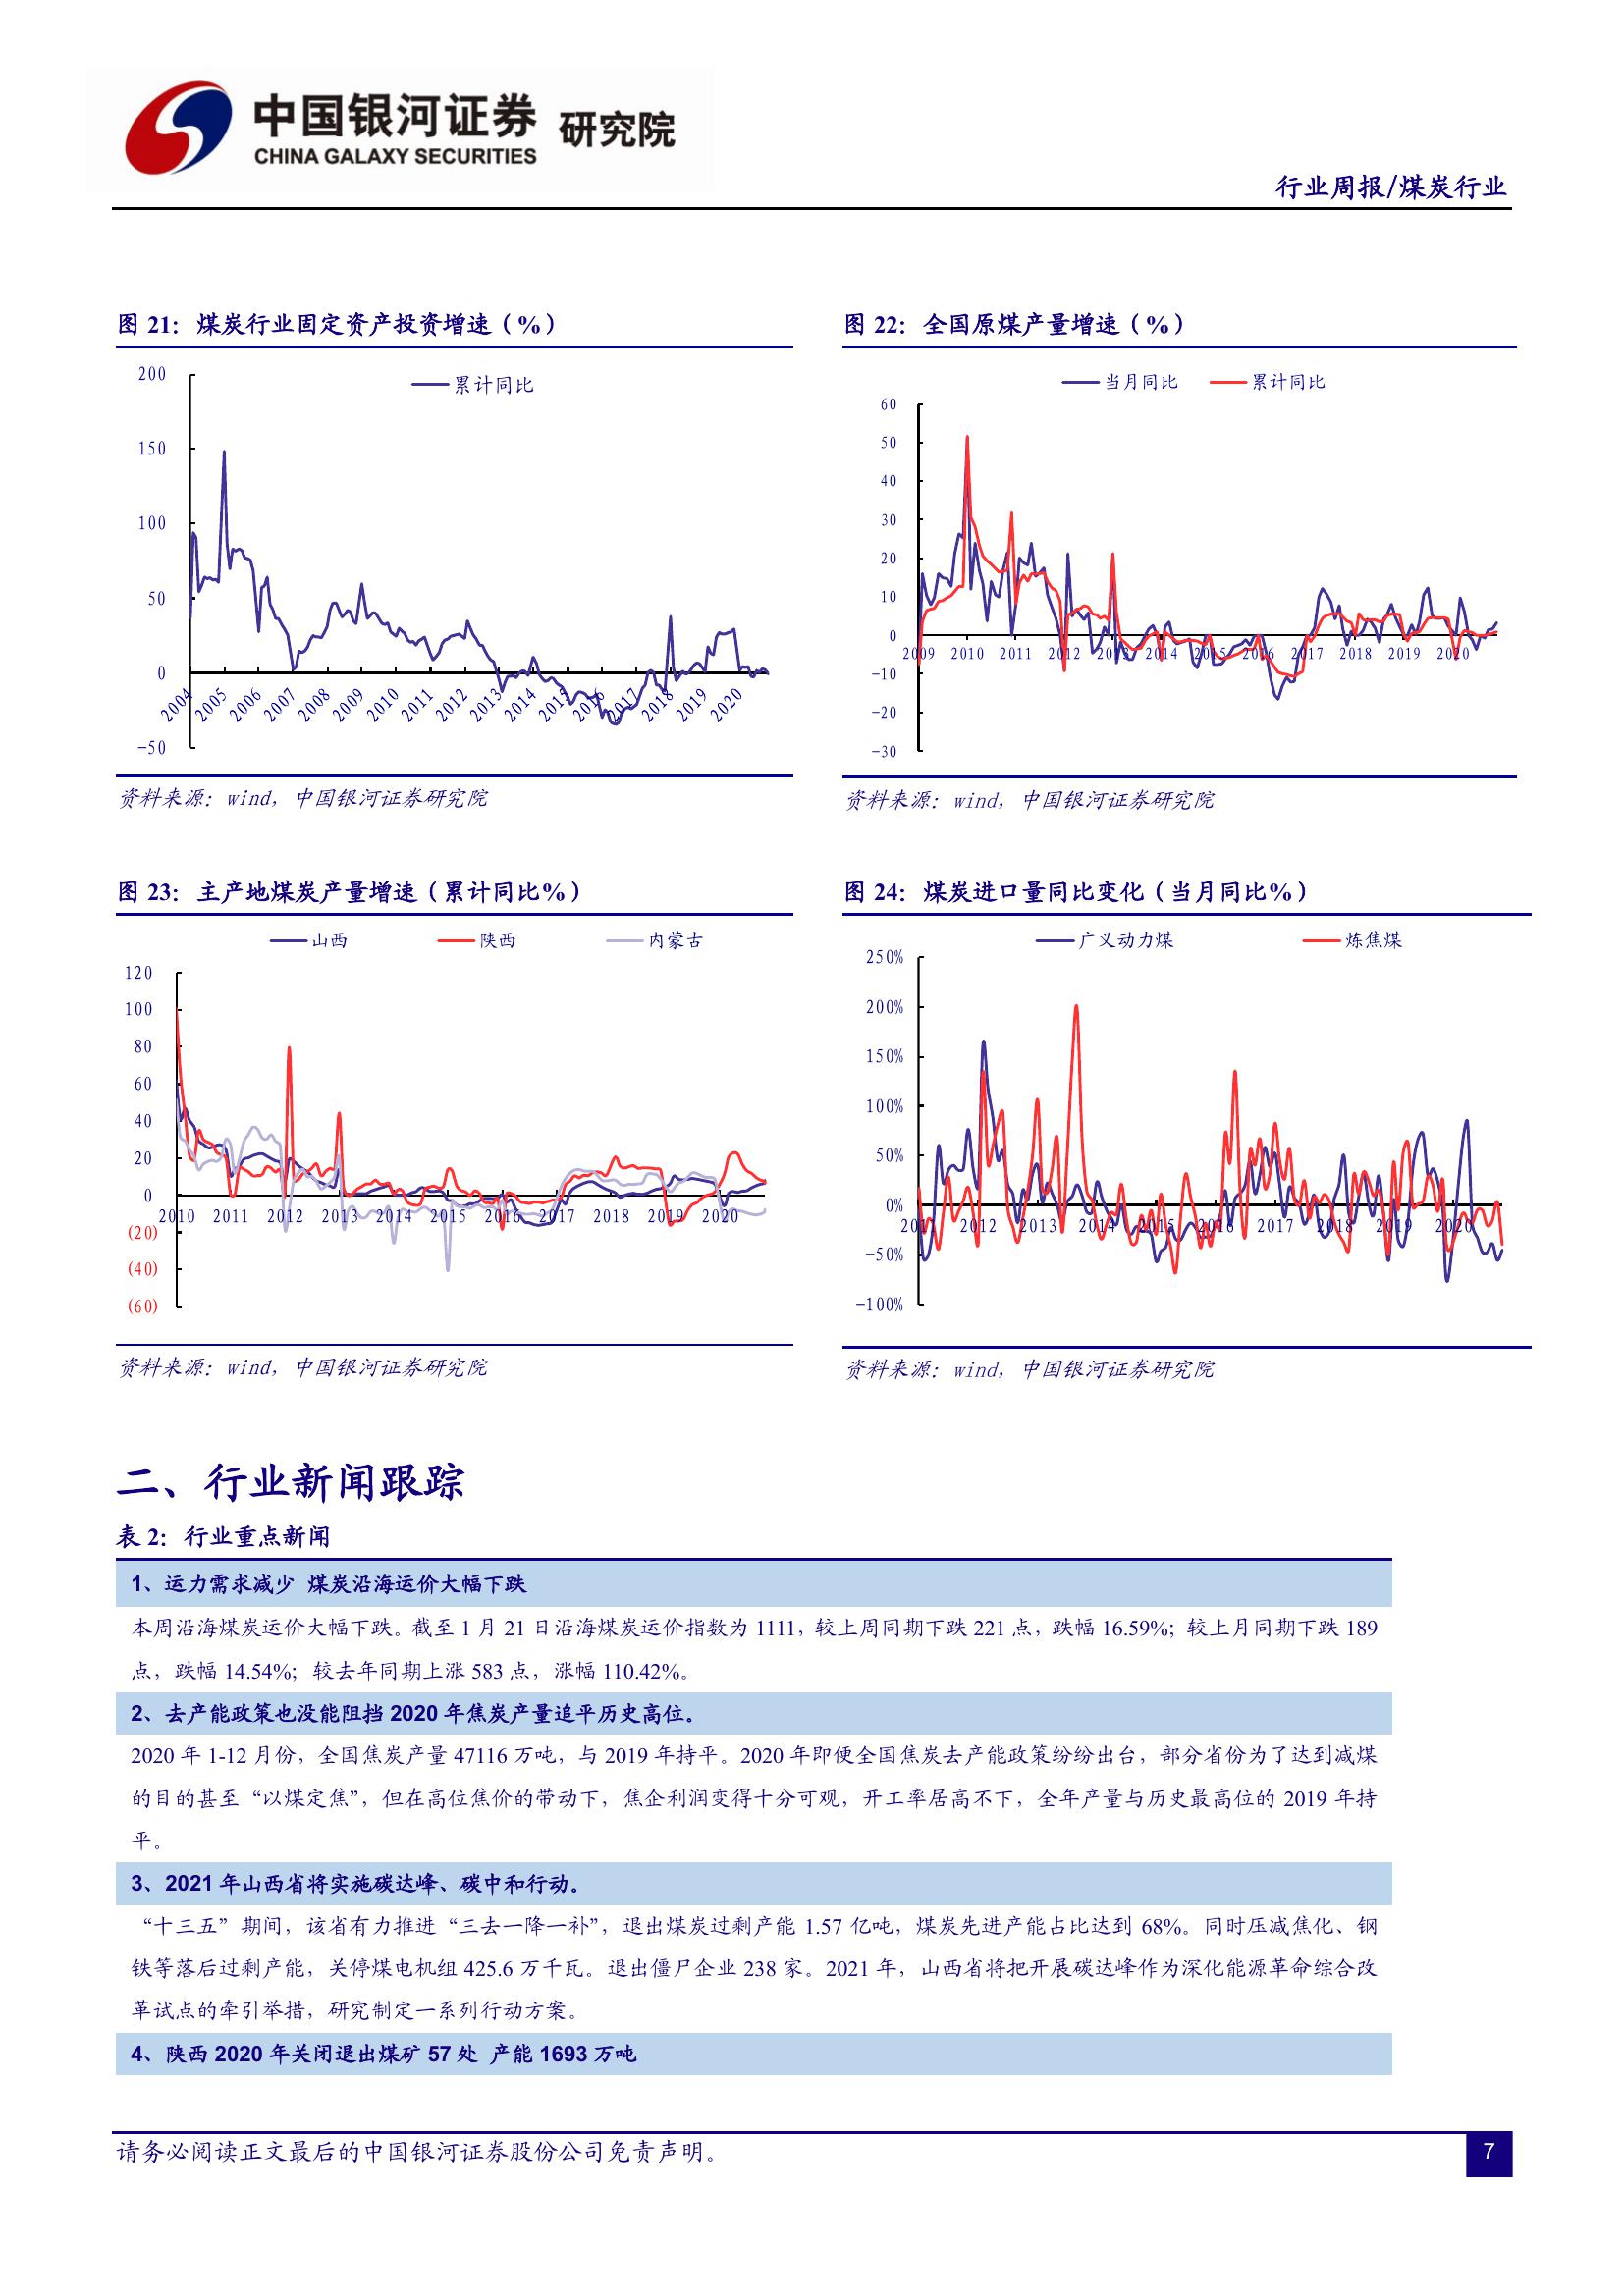 中国银河证券 研究院
CHINA GALAXY SECURITIES
行业周报/煤炭行业
图 21：煤炭行业固定资产投资增速（%）
累计同比
200
150
100
50
0
−50
2004 2005 2006 2007 2008 2009 2010 2011 2012 2013 2014 2015 2016 2017 2018 2019 2020
资料来源：wind，中国银河证券研究院
图 22：全国原煤产量增速（%）
当月同比 累计同比
60
50
40
30
20
10
0
−10
−20
−30
2009 2010 2011 2012 2013 2014 2015 2016 2017 2018 2019 2020
资料来源：wind，中国银河证券研究院
图 23：主产地煤炭产量增速（累计同比%）
山西 陕西 内蒙古
120
100
80
60
40
20
0
(20)
(40)
(60)
2010 2011 2012 2013 2014 2015 2016 2017 2018 2019 2020
资料来源：wind，中国银河证券研究院
图 24：煤炭进口量同比变化（当月同比%）
广义动力煤 炼焦煤
250%
200%
150%
100%
50%
0%
−50%
−100%
2011 2012 2013 2014 2015 2016 2017 2018 2019 2020
资料来源：wind，中国银河证券研究院
二、行业新闻跟踪
表 2：行业重点新闻
1、运力需求减少 煤炭沿海运价大幅下跌
本周沿海煤炭运价大幅下跌。截至 1 月 21 日沿海煤炭运价指数为 1111，较上周同期下跌 221 点，跌幅 16.59%；较上月同期下跌 189
点，跌幅 14.54%；较去年同期上涨 583 点，涨幅 110.42%。
2、去产能政策也没能阻挡 2020 年焦炭产量追平历史高位。
2020 年 1-12 月份，全国焦炭产量 47116 万吨，与 2019 年持平。2020 年即便全国焦炭去产能政策纷纷出台，部分省份为了达到减煤
的目的甚至“以煤定焦”，但在高位焦价的带动下，焦企利润变得十分可观，开工率居高不下，全年产量与历史最高位的 2019 年持
平。
3、2021 年山西省将实施碳达峰、碳中和行动。
“十三五”期间，该省有力推进“三去一降一补”，退出煤炭过剩产能 1.57 亿吨，煤炭先进产能占比达到 68%。同时压减焦化、钢
铁等落后过剩产能，关停煤电机组 425.6 万千瓦。退出僵尸企业 238 家。2021 年，山西省将把开展碳达峰作为深化能源革命综合改
革试点的牵引举措，研究制定一系列行动方案。
4、陕西 2020 年关闭退出煤矿 57 处 产能 1693 万吨
请务必阅读正文最后的中国银河证券股份公司免责声明。
7